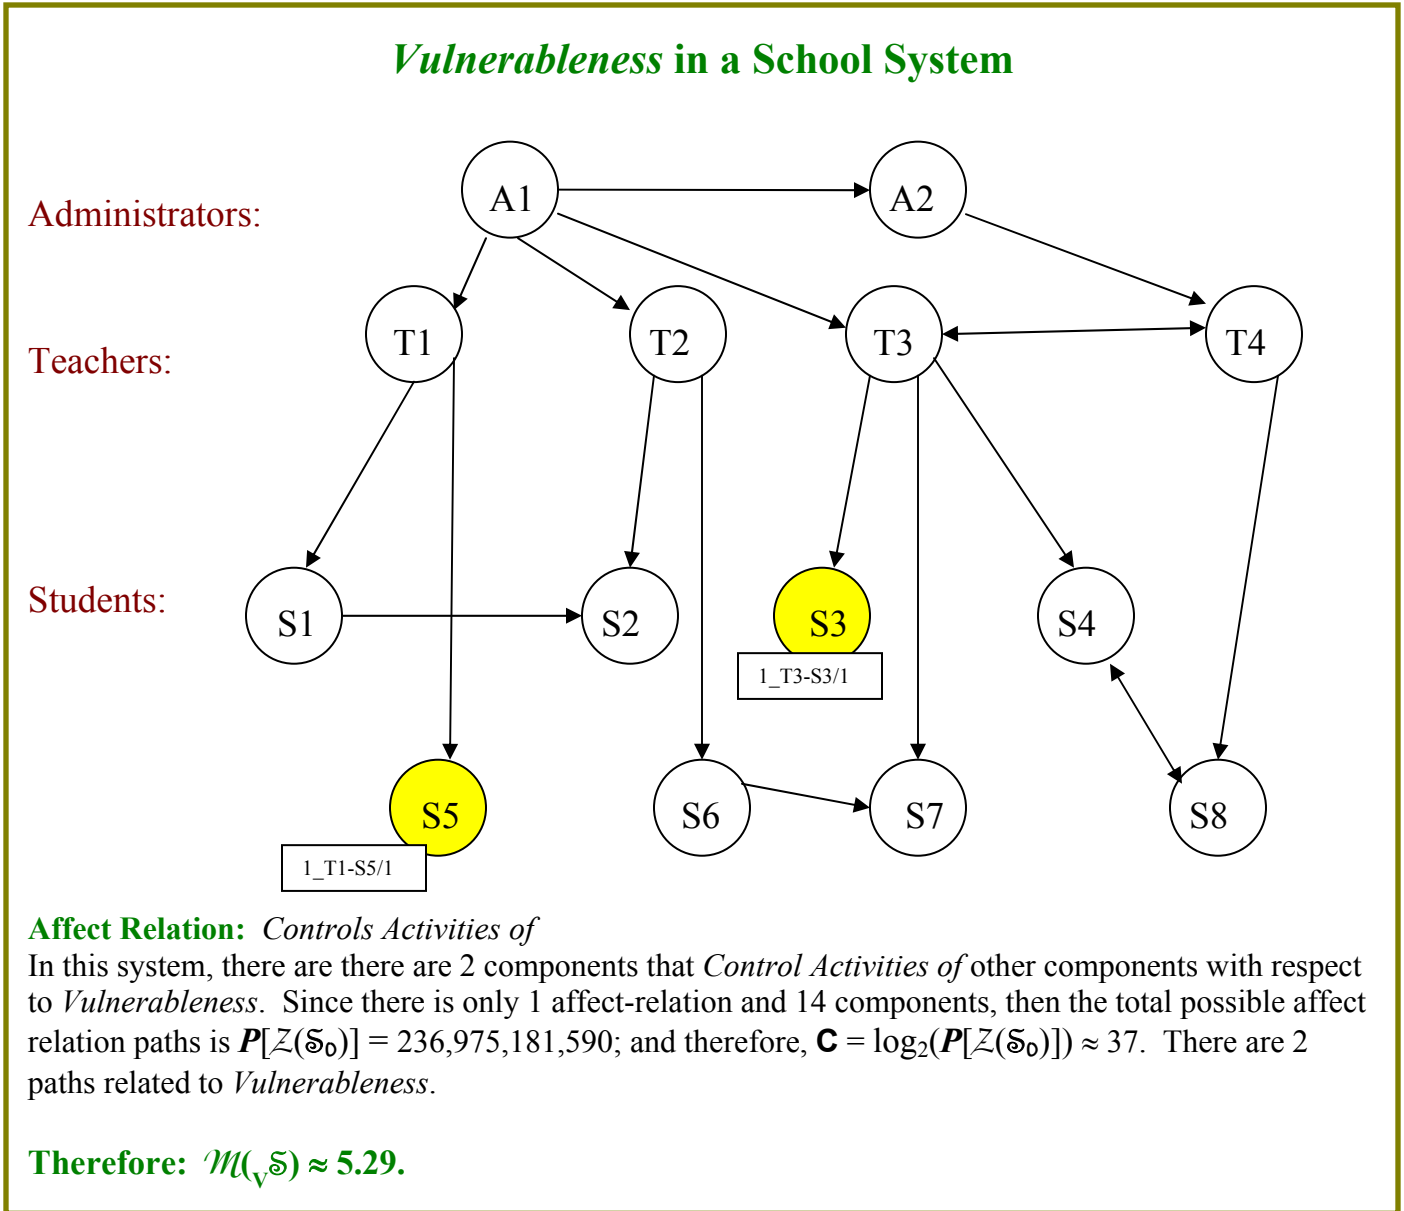 Vulnerableness in a School System
Administrators:
A1
A2
Teachers:
T1
T2
T3
T4
Students:
S1
S2
S3
S4
1_T3-S3/1
S5
S6
S7
S8
1_T1-S5/1
Affect Relation: Controls Activities of
In this system, there are there are 2 components that Control Activities of other components with respect
to Vulnerableness. Since there is only 1 affect-relation and 14 components, then the total possible affect
relation paths is P[𝒵(𝕊₀)] = 236,975,181,590; and therefore, C = log₂(P[𝒵(𝕊₀)]) ≈ 37. There are 2
paths related to Vulnerableness.
Therefore: ℳ(ᵥ𝕊) ≈ 5.29.